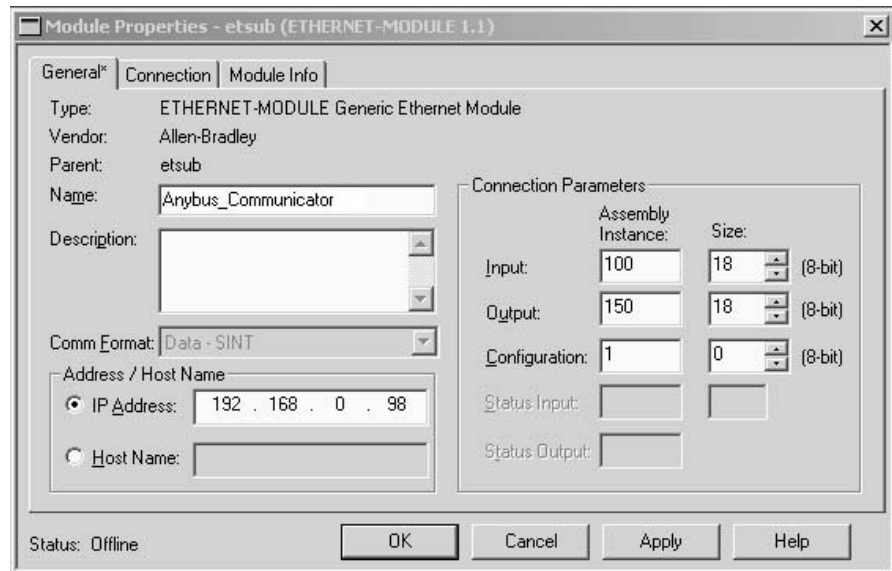 Module Properties - etsub (ETHERNET-MODULE 1.1)
General* Connection Module Info
Type: ETHERNET-MODULE Generic Ethernet Module
Vendor: Allen-Bradley
Parent: etsub
Name: Anybus_Communicator
Description:
Comm Format: Data - SINT
Address / Host Name
IP Address: 192 . 168 . 0 . 98
Host Name:
Connection Parameters
Assembly
Instance: Size:
Input: 100 18 (8-bit)
Output: 150 18 (8-bit)
Configuration: 1 0 (8-bit)
Status Input:
Status Output:
Status: Offline OK Cancel Apply Help